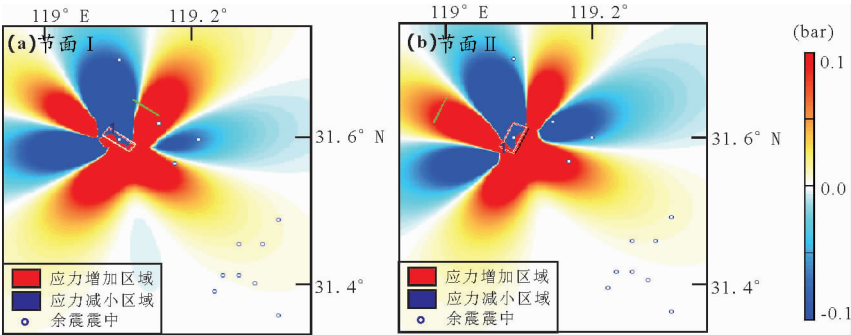 119° E 119.2°
119° E 119.2°
(bar)
(a)节面 I
(b)节面 II
0.1
31.6° N
31.6° N
0.0
31.4°
31.4°
-0.1
应力增加区域
应力减小区域
余震震中
应力增加区域
应力减小区域
余震震中